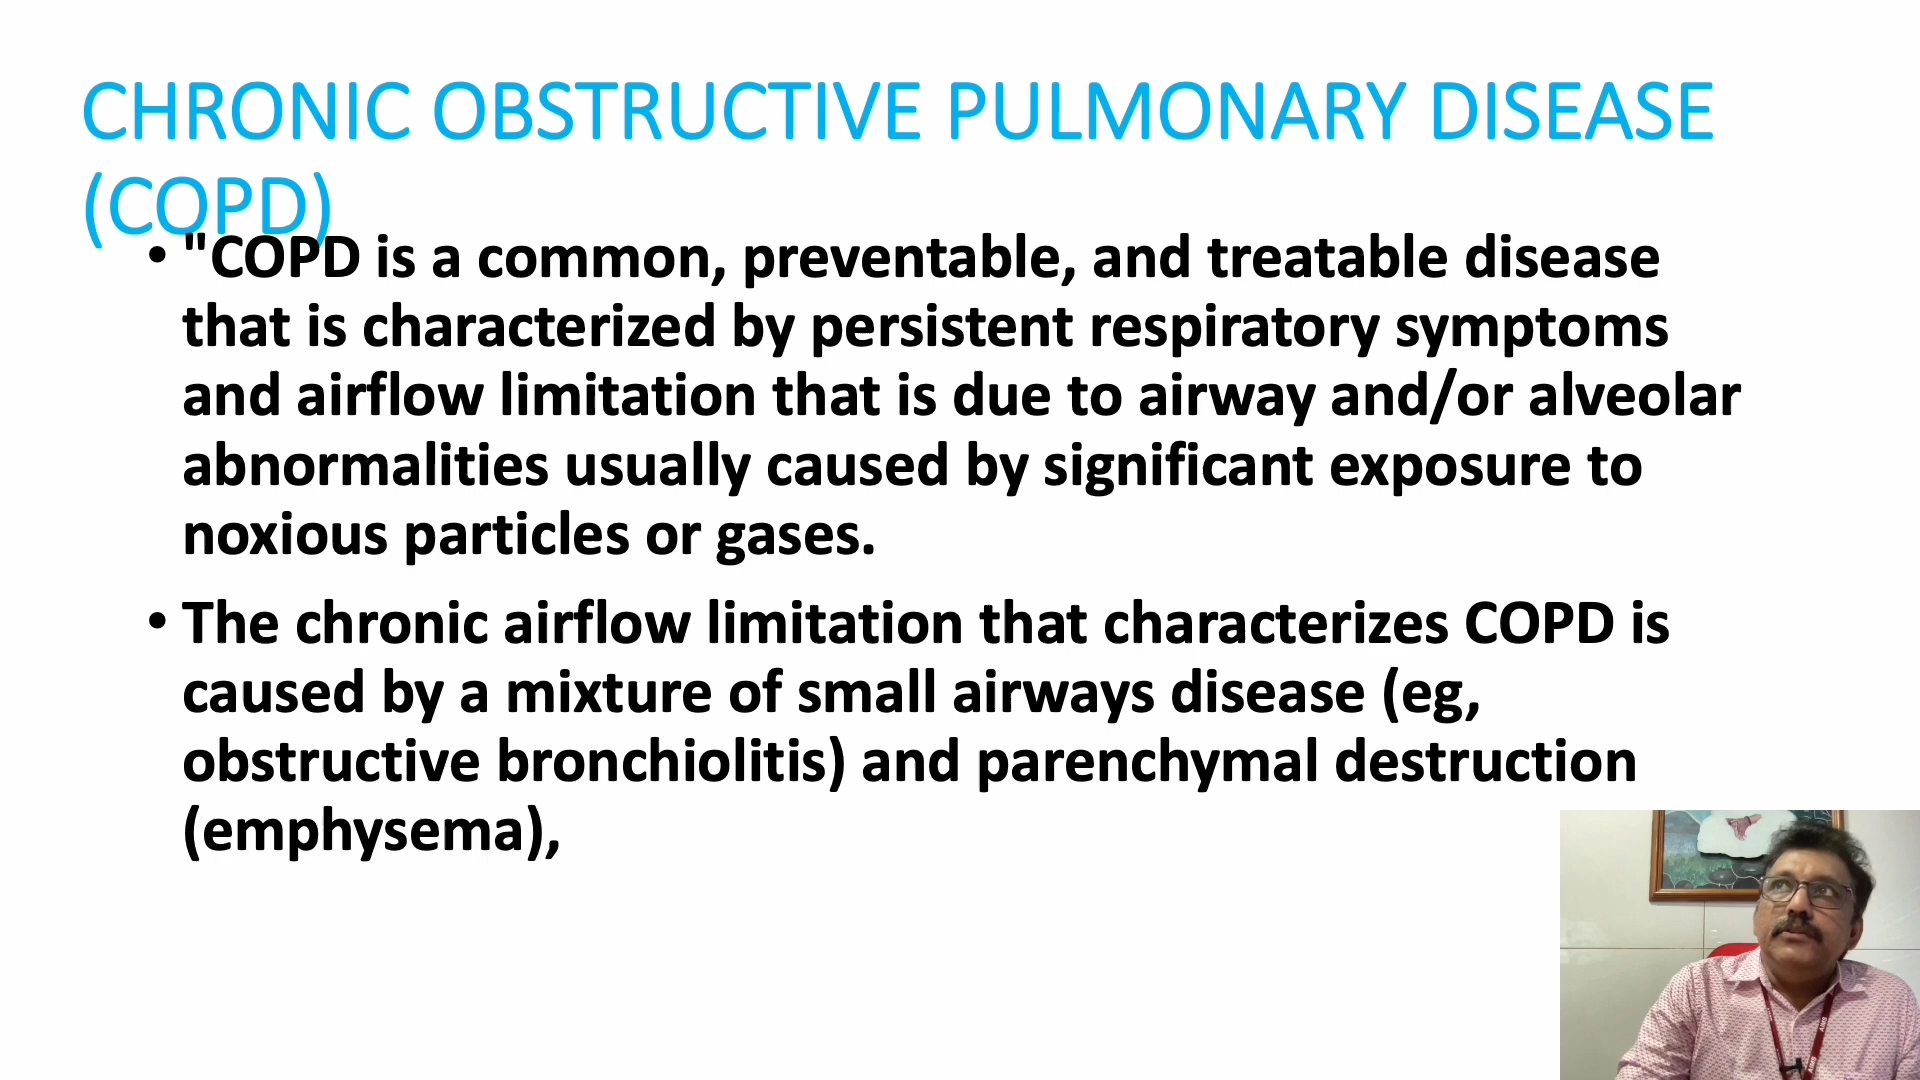 CHRONIC OBSTRUCTIVE PULMONARY DISEASE
(COPD)
• "COPD is a common, preventable, and treatable disease
that is characterized by persistent respiratory symptoms
and airflow limitation that is due to airway and/or alveolar
abnormalities usually caused by significant exposure to
noxious particles or gases.
• The chronic airflow limitation that characterizes COPD is
caused by a mixture of small airways disease (eg,
obstructive bronchiolitis) and parenchymal destruction
(emphysema),